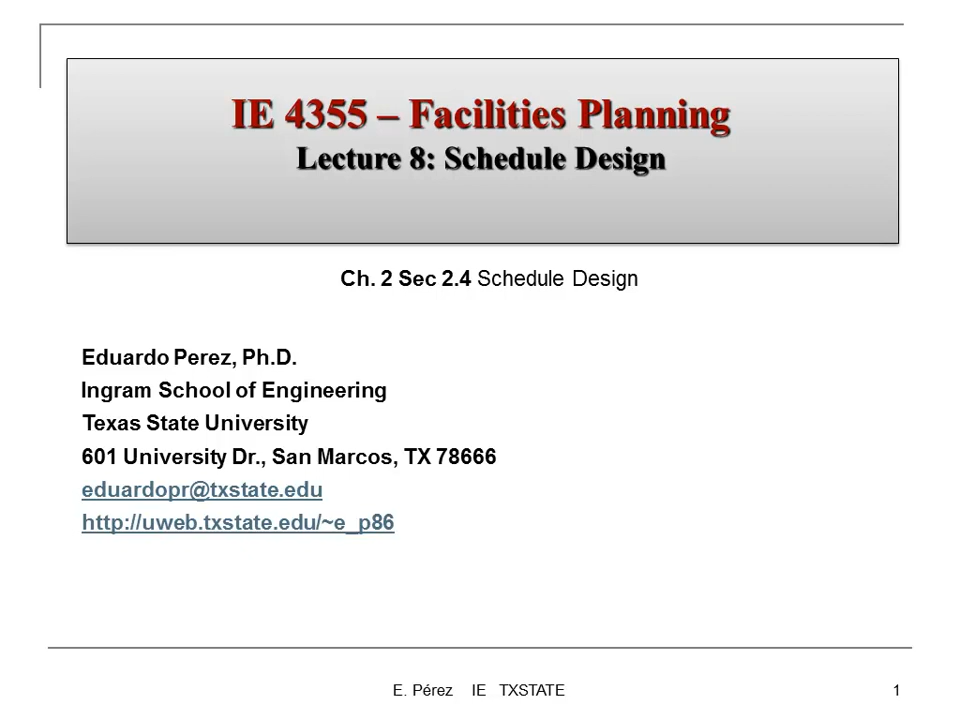 IE 4355 – Facilities Planning
Lecture 8: Schedule Design
Ch. 2 Sec 2.4 Schedule Design
Eduardo Perez, Ph.D.
Ingram School of Engineering
Texas State University
601 University Dr., San Marcos, TX 78666
eduardopr@txstate.edu
http://uweb.txstate.edu/~e_p86
E. Pérez IE TXSTATE 1